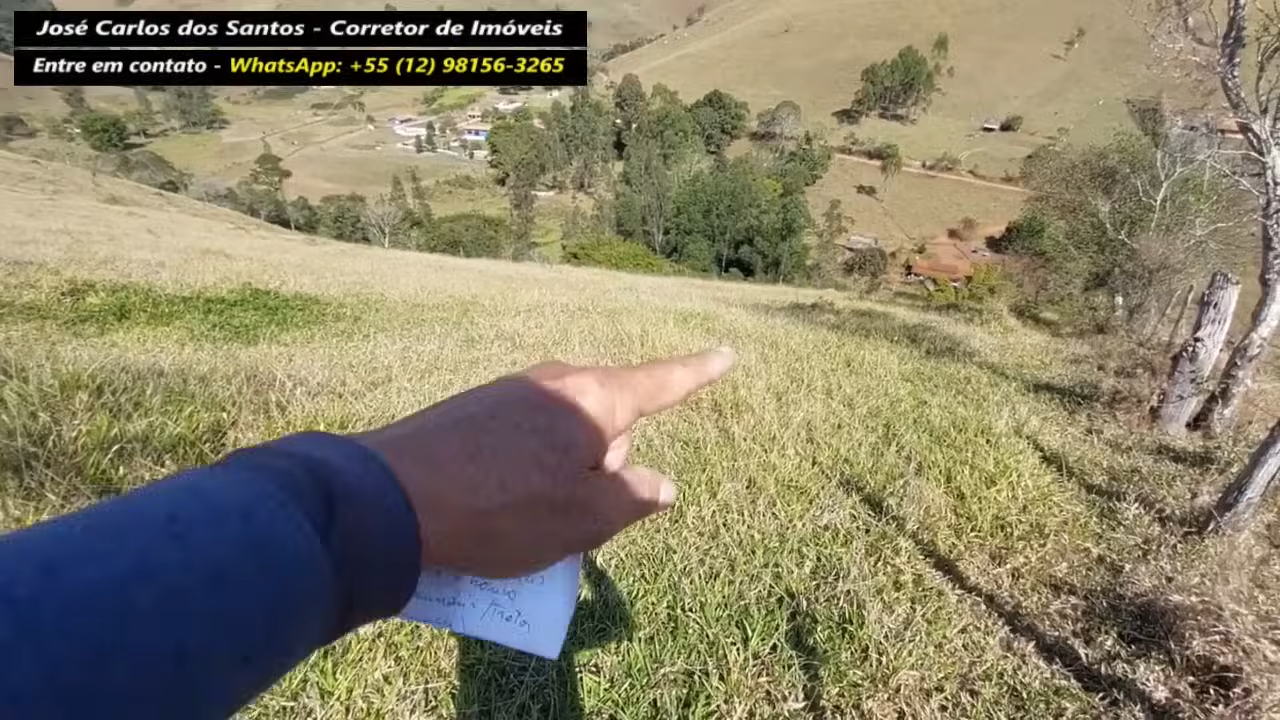 José Carlos dos Santos - Corretor de Imóveis
Entre em contato - WhatsApp: +55 (12) 98156-3265